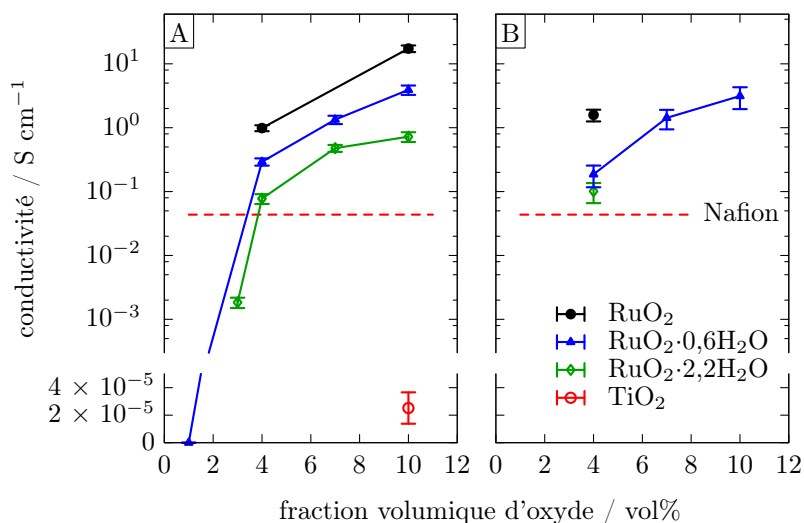 A
B
conductivité / S cm⁻¹
10¹
10⁰
10⁻¹
10⁻²
10⁻³
4 × 10⁻⁵
2 × 10⁻⁵
0
Nafion
RuO₂
RuO₂·0,6H₂O
RuO₂·2,2H₂O
TiO₂
0 2 4 6 8 10 12 0 2 4 6 8 10 12
fraction volumique d'oxyde / vol%